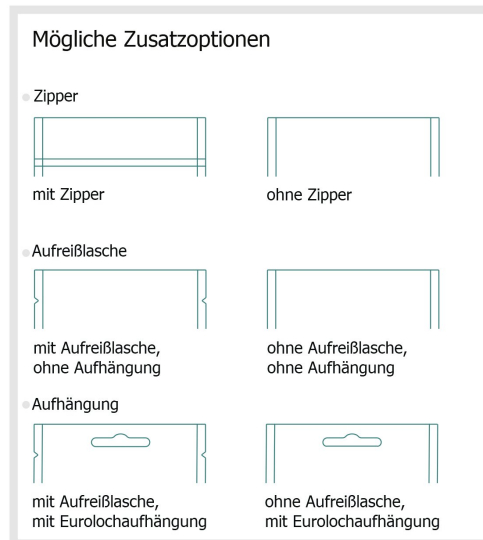 Mögliche Zusatzoptionen
Zipper
mit Zipper
ohne Zipper
Aufreißlasche
mit Aufreißlasche,
ohne Aufhängung
ohne Aufreißlasche,
ohne Aufhängung
Aufhängung
mit Aufreißlasche,
mit Eurolochaufhängung
ohne Aufreißlasche,
mit Eurolochaufhängung